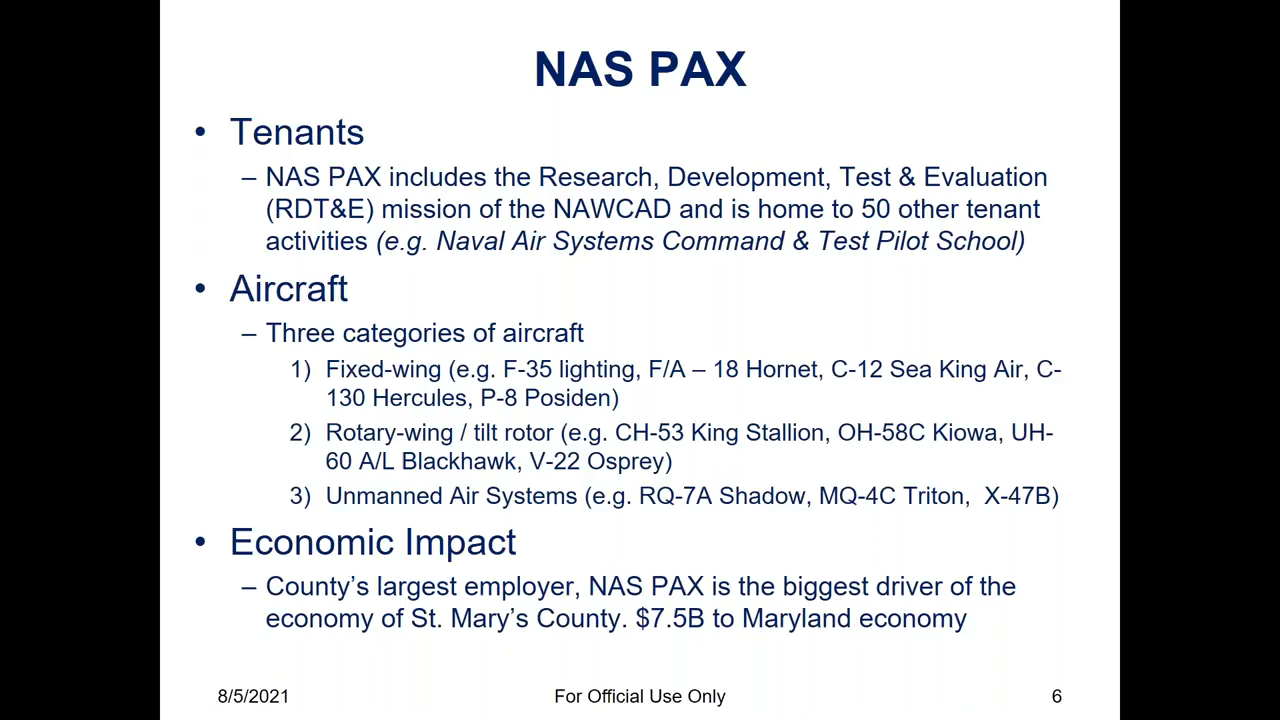 NAS PAX
• Tenants
– NAS PAX includes the Research, Development, Test & Evaluation
(RDT&E) mission of the NAWCAD and is home to 50 other tenant
activities (e.g. Naval Air Systems Command & Test Pilot School)
• Aircraft
– Three categories of aircraft
1) Fixed-wing (e.g. F-35 lighting, F/A – 18 Hornet, C-12 Sea King Air, C-
130 Hercules, P-8 Posiden)
2) Rotary-wing / tilt rotor (e.g. CH-53 King Stallion, OH-58C Kiowa, UH-
60 A/L Blackhawk, V-22 Osprey)
3) Unmanned Air Systems (e.g. RQ-7A Shadow, MQ-4C Triton, X-47B)
• Economic Impact
– County’s largest employer, NAS PAX is the biggest driver of the
economy of St. Mary’s County. $7.5B to Maryland economy
8/5/2021 For Official Use Only 6